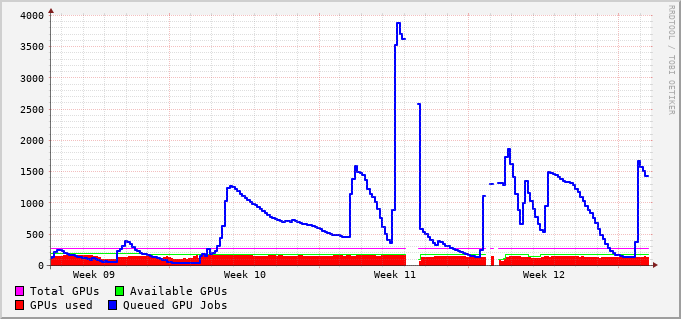 4000
3500
3000
2500
2000
1500
1000
500
0
Week 09 Week 10 Week 11 Week 12
Total GPUs Available GPUs
GPUs used Queued GPU Jobs
RRDTOOL / TOBI OETIKER